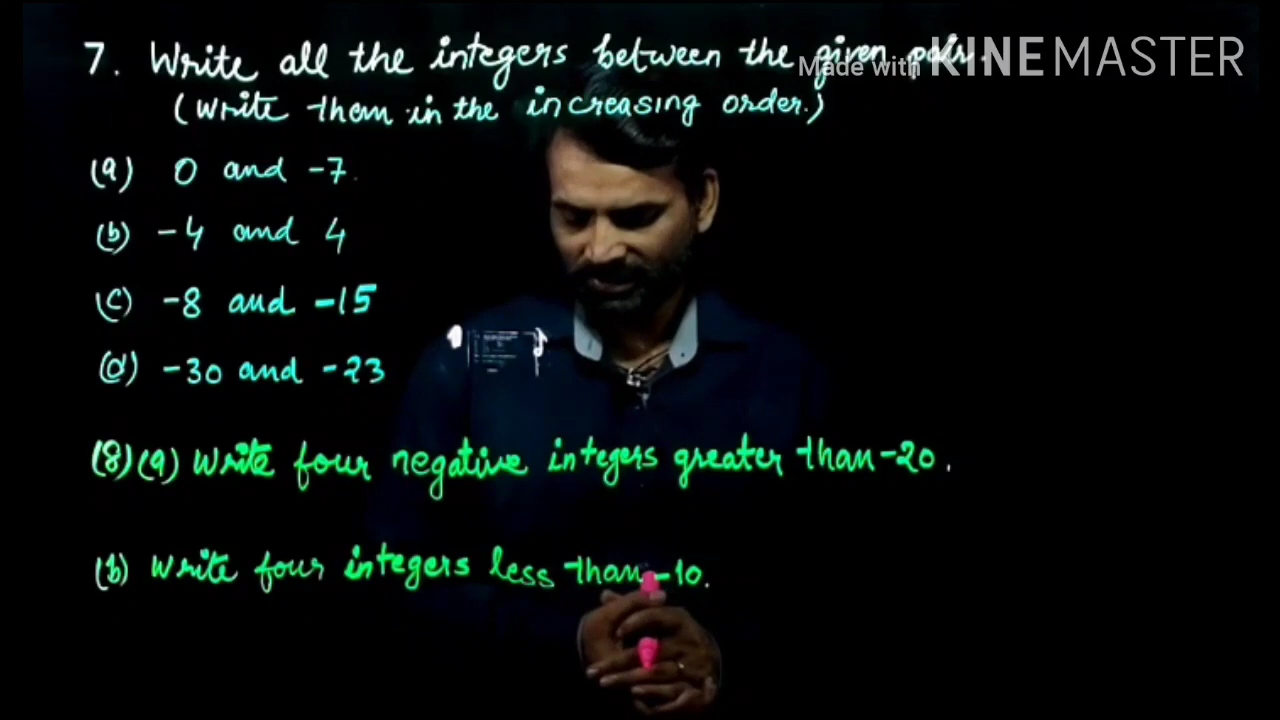 7. Write all the integers between the given pair.
Made with KINEMASTER
(Write them in the increasing order.)
(a) 0 and -7.
(b) -4 and 4
(c) -8 and -15
(d) -30 and -23
(8)(a) Write four negative integers greater than -20.
(b) Write four integers less than -10.